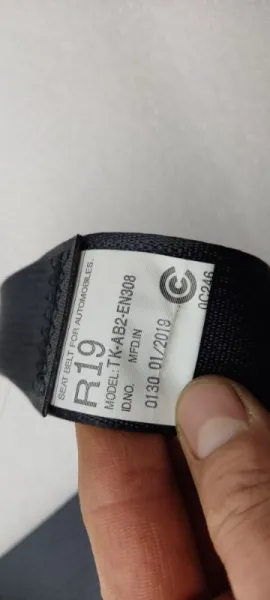 SEAT BELT FOR AUTOMOBILES.
R19
MODEL: TK-AB2-EN308
ID.NO. MFD.IN
0130 01/2019
0C246